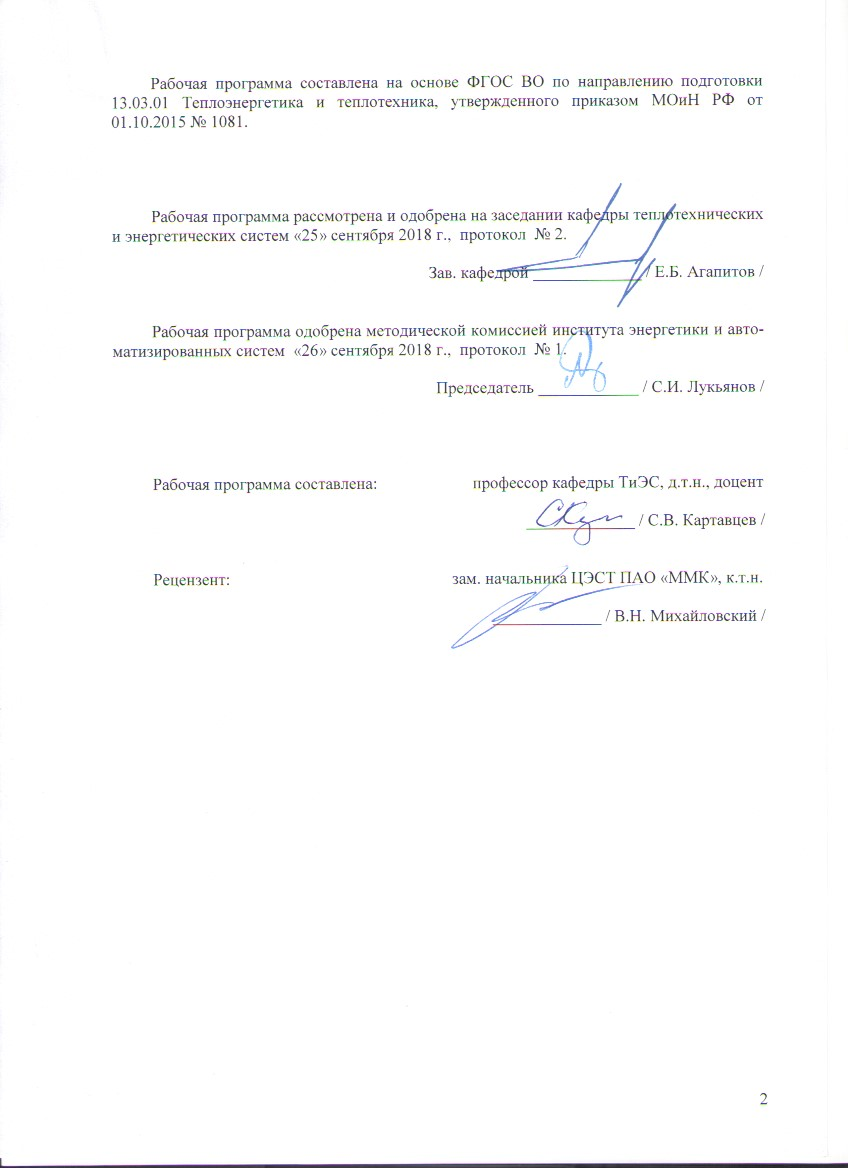 Рабочая программа составлена на основе ФГОС ВО по направлению подготовки
13.03.01 Теплоэнергетика и теплотехника, утвержденного приказом МОиН РФ от
01.10.2015 № 1081.
Рабочая программа рассмотрена и одобрена на заседании кафедры теплотехнических
и энергетических систем «25» сентября 2018 г., протокол № 2.
Зав. кафедрой _____________ / Е.Б. Агапитов /
Рабочая программа одобрена методической комиссией института энергетики и авто-
матизированных систем «26» сентября 2018 г., протокол № 1.
Председатель ____________ / С.И. Лукьянов /
Рабочая программа составлена: профессор кафедры ТиЭС, д.т.н., доцент
_____________ / С.В. Картавцев /
Рецензент: зам. начальника ЦЭСТ ПАО «ММК», к.т.н.
_____________ / В.Н. Михайловский /
2